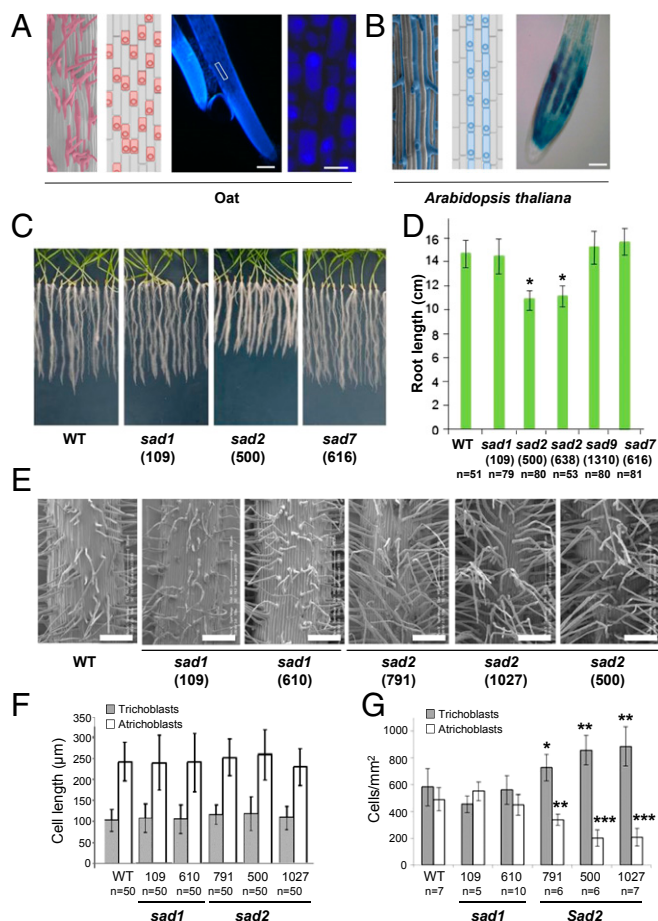 A
B
Oat
Arabidopsis thaliana
C
WT
sad1
(109)
sad2
(500)
sad7
(616)
D
Root length (cm)
16
14
12
10
8
6
4
2
0
*
*
WT
sad1
sad2
sad2
sad9
sad7
(109)
(500)
(638)
(1310)
(616)
n=51
n=79
n=80
n=53
n=80
n=81
E
WT
sad1
(109)
sad1
(610)
sad2
(791)
sad2
(1027)
sad2
(500)
F
Trichoblasts
Atrichoblasts
Cell length (µm)
350
300
250
200
150
100
50
0
WT
109
610
791
500
1027
n=50
n=50
n=50
n=50
n=50
n=50
sad1
sad2
G
Trichoblasts
Atrichoblasts
Cells/mm2
1000
800
600
400
200
0
*
**
**
**
***
***
WT
109
610
791
500
1027
n=7
n=5
n=10
n=6
n=6
n=7
sad1
Sad2